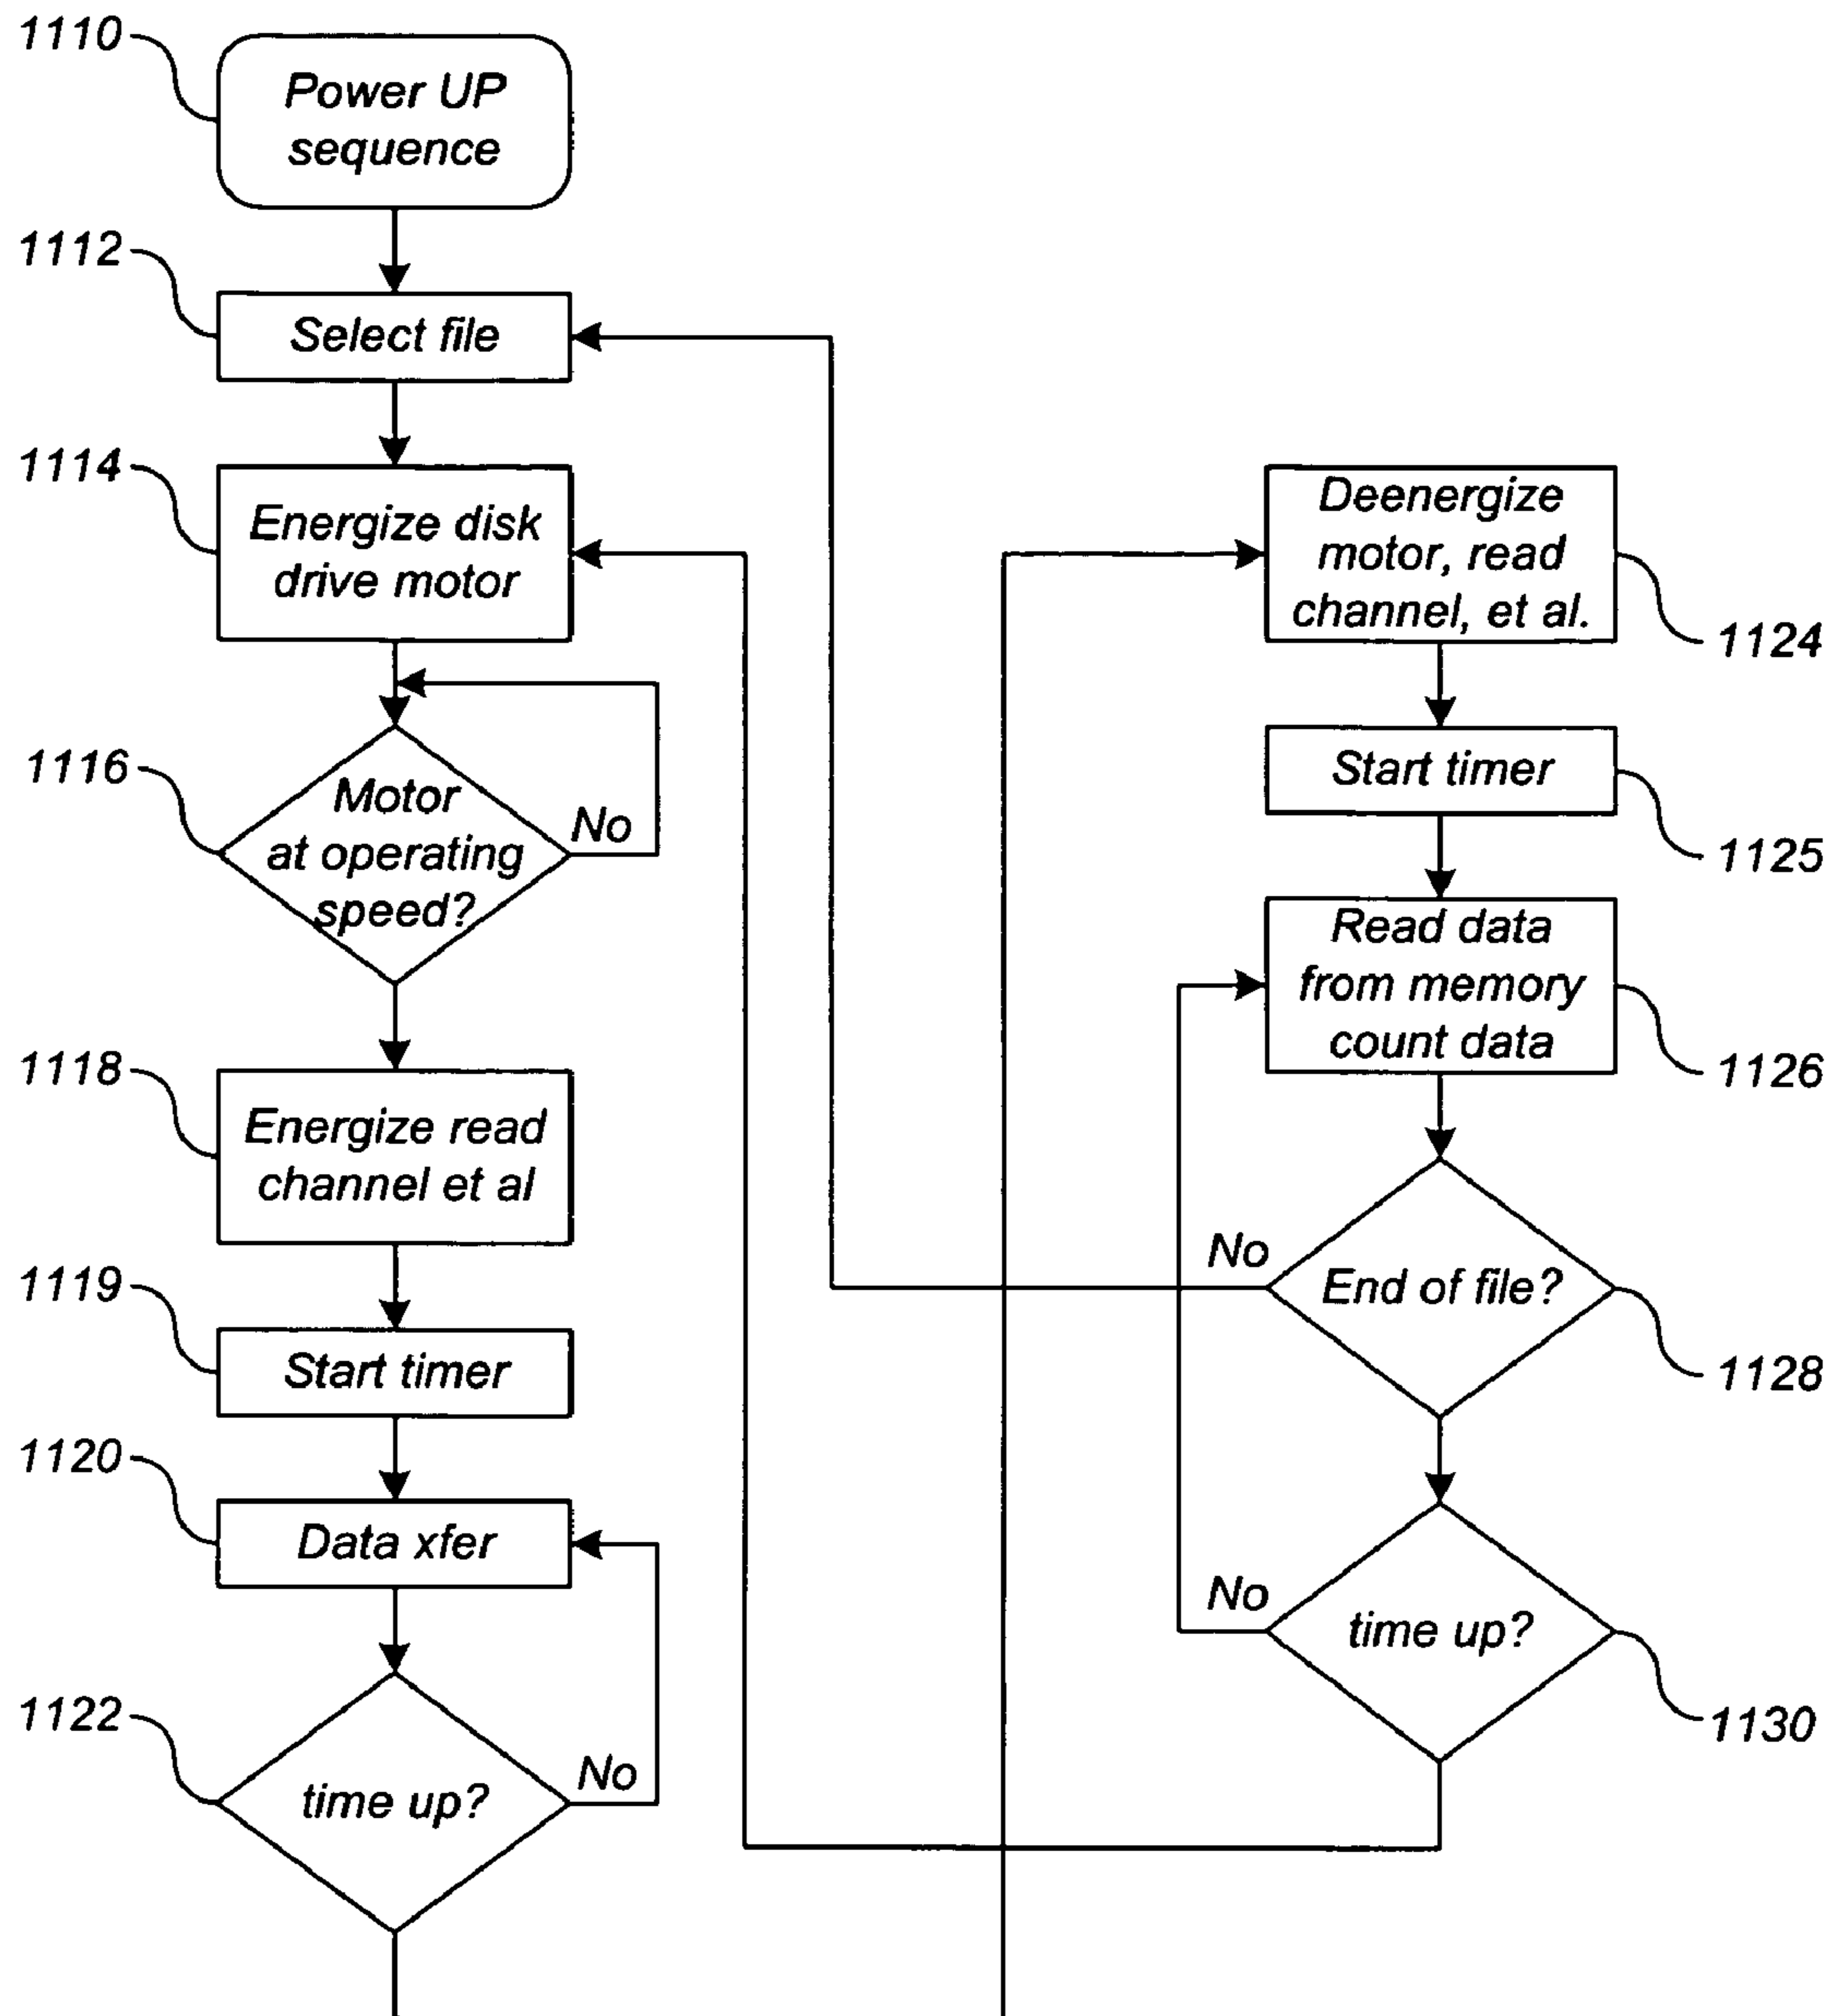 1110
Power UP
sequence
1112
Select file
1114
Energize disk
drive motor
1116
Motor
at operating
speed?
No
1118
Energize read
channel et al
1119
Start timer
1120
Data xfer
1122
time up?
No
Deenergize
motor, read
channel, et al.
1124
Start timer
1125
Read data
from memory
count data
1126
No
End of file?
1128
No
time up?
1130